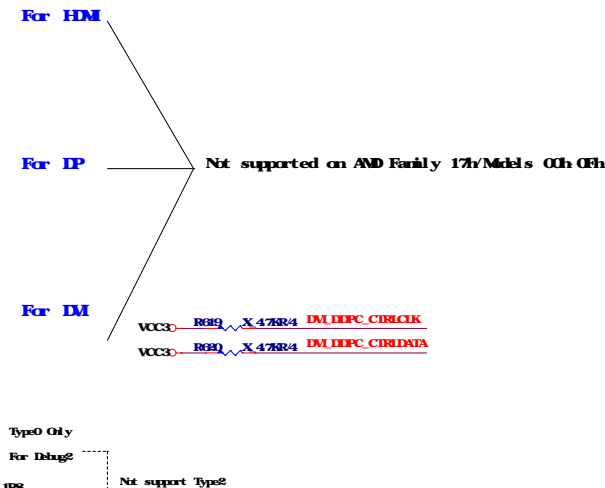 For HDMI
For DP
Not supported on AMD Family 17h/Models 00h-0Fh
For DVI
VCC3 R619 X_4.7KR/4 DVI_DDPC_CTRLCLK
VCC3 R620 X_4.7KR/4 DVI_DDPC_CTRLDATA
Type0 Only
For Debug2
Not support Type2